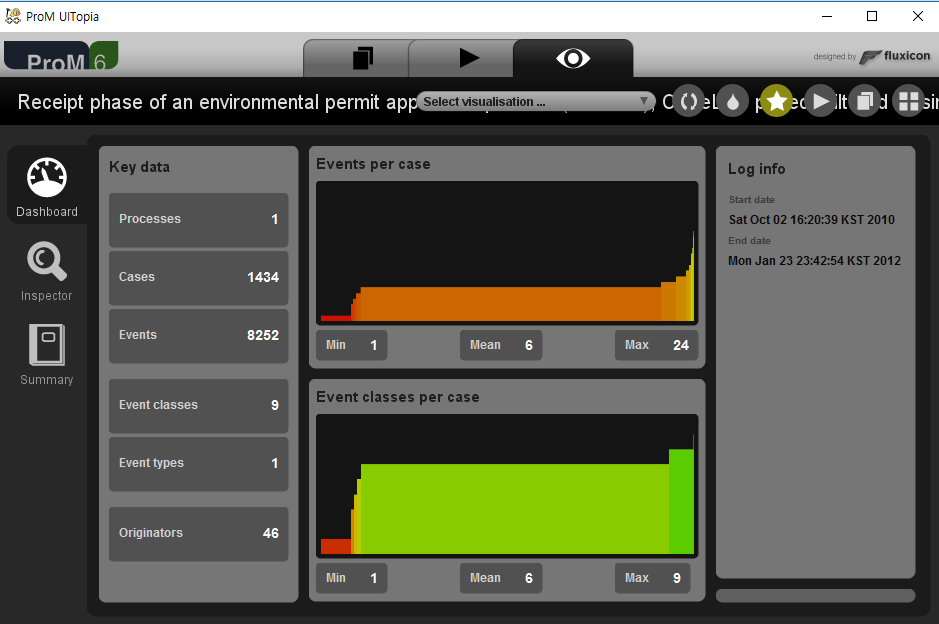 ProM UITopia
ProM 6
designed by fluxicon
Receipt phase of an environmental permit app
Select visualisation ...
Dashboard
Inspector
Summary
Key data
Processes 1
Cases 1434
Events 8252
Event classes 9
Event types 1
Originators 46
Events per case
Min 1 Mean 6 Max 24
Event classes per case
Min 1 Mean 6 Max 9
Log info
Start date
Sat Oct 02 16:20:39 KST 2010
End date
Mon Jan 23 23:42:54 KST 2012